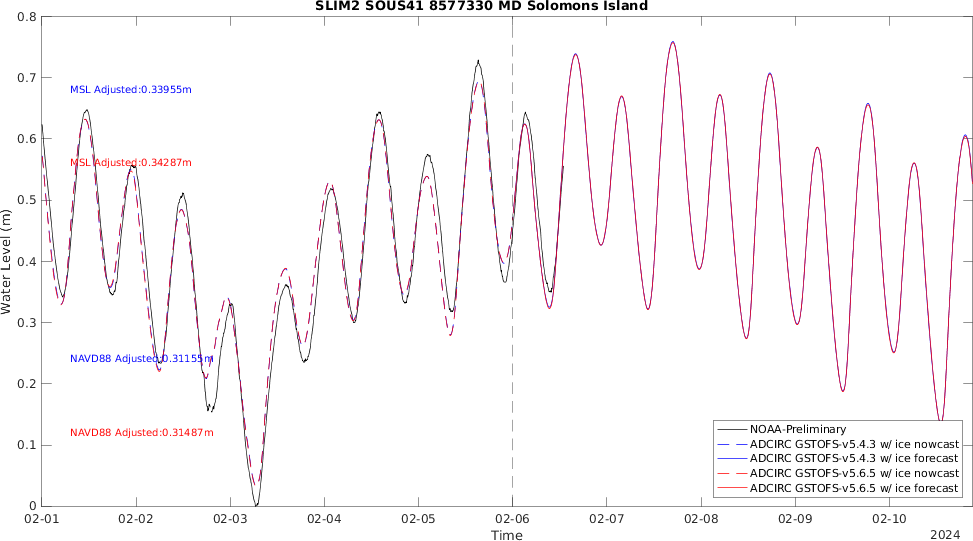 SLIM2 SOUS41 8577330 MD Solomons Island
Water Level (m)
0.8
0.7
0.6
0.5
0.4
0.3
0.2
0.1
0
MSL Adjusted:0.33955m
MSL Adjusted:0.34287m
NAVD88 Adjusted:0.31155m
NAVD88 Adjusted:0.31487m
NOAA-Preliminary
ADCIRC GSTOFS-v5.4.3 w/ ice nowcast
ADCIRC GSTOFS-v5.4.3 w/ ice forecast
ADCIRC GSTOFS-v5.6.5 w/ ice nowcast
ADCIRC GSTOFS-v5.6.5 w/ ice forecast
02-01 02-02 02-03 02-04 02-05 02-06 02-07 02-08 02-09 02-10
Time
2024